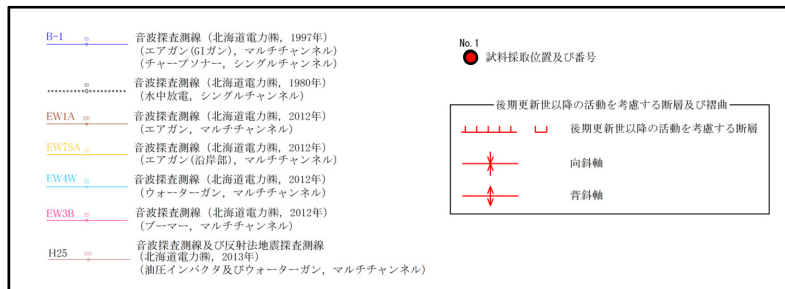 B-1
音波探査測線（北海道電力㈱，1997年）
(エアガン(GIガン)，マルチチャンネル)
(チャープソナー，シングルチャンネル)
音波探査測線（北海道電力㈱，1980年）
(水中放電，シングルチャンネル)
EW1A
音波探査測線（北海道電力㈱，2012年）
(エアガン，マルチチャンネル)
EW7SA
音波探査測線（北海道電力㈱，2012年）
(エアガン(沿岸部)，マルチチャンネル)
EW4W
音波探査測線（北海道電力㈱，2012年）
(ウォーターガン，マルチチャンネル)
EW3B
音波探査測線（北海道電力㈱，2012年）
(ブーマー，マルチチャンネル)
H25
音波探査測線及び反射法地震探査測線
(北海道電力㈱，2013年)
(油圧インパクタ及びウォーターガン，マルチチャンネル)
No.1
試料採取位置及び番号
後期更新世以降の活動を考慮する断層及び褶曲
後期更新世以降の活動を考慮する断層
向斜軸
背斜軸